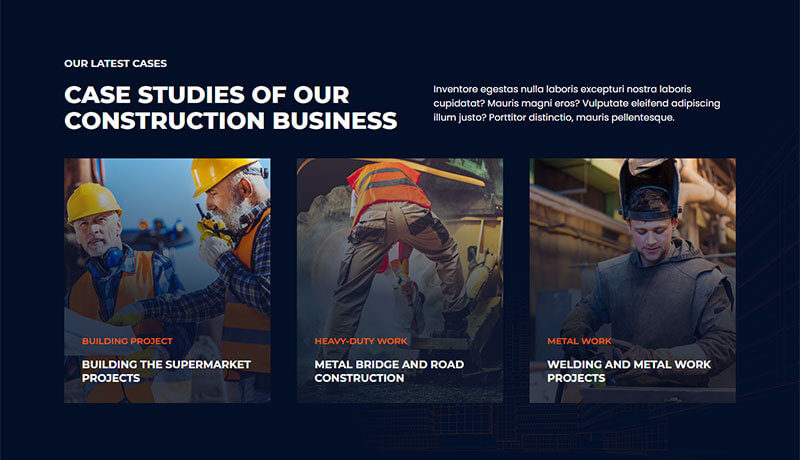 OUR LATEST CASES
CASE STUDIES OF OUR
CONSTRUCTION BUSINESS
Inventore egestas nulla laboris excepturi nostra laboris
cupidatat? Mauris magni eros? Vulputate eleifend adipiscing
illum justo? Porttitor distinctio, mauris pellentesque.
BUILDING PROJECT
BUILDING THE SUPERMARKET
PROJECTS
HEAVY-DUTY WORK
METAL BRIDGE AND ROAD
CONSTRUCTION
METAL WORK
WELDING AND METAL WORK
PROJECTS